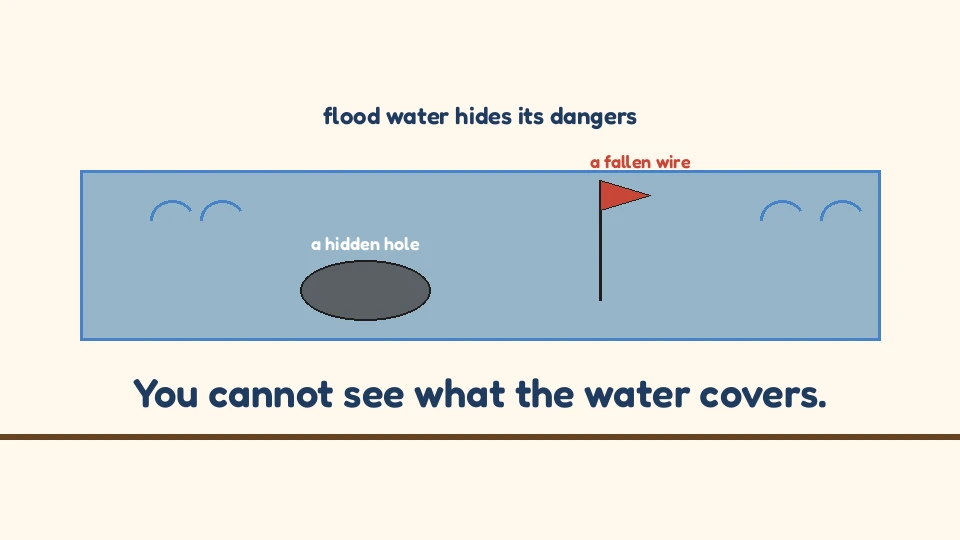 flood water hides its dangers
a fallen wire
a hidden hole
You cannot see what the water covers.